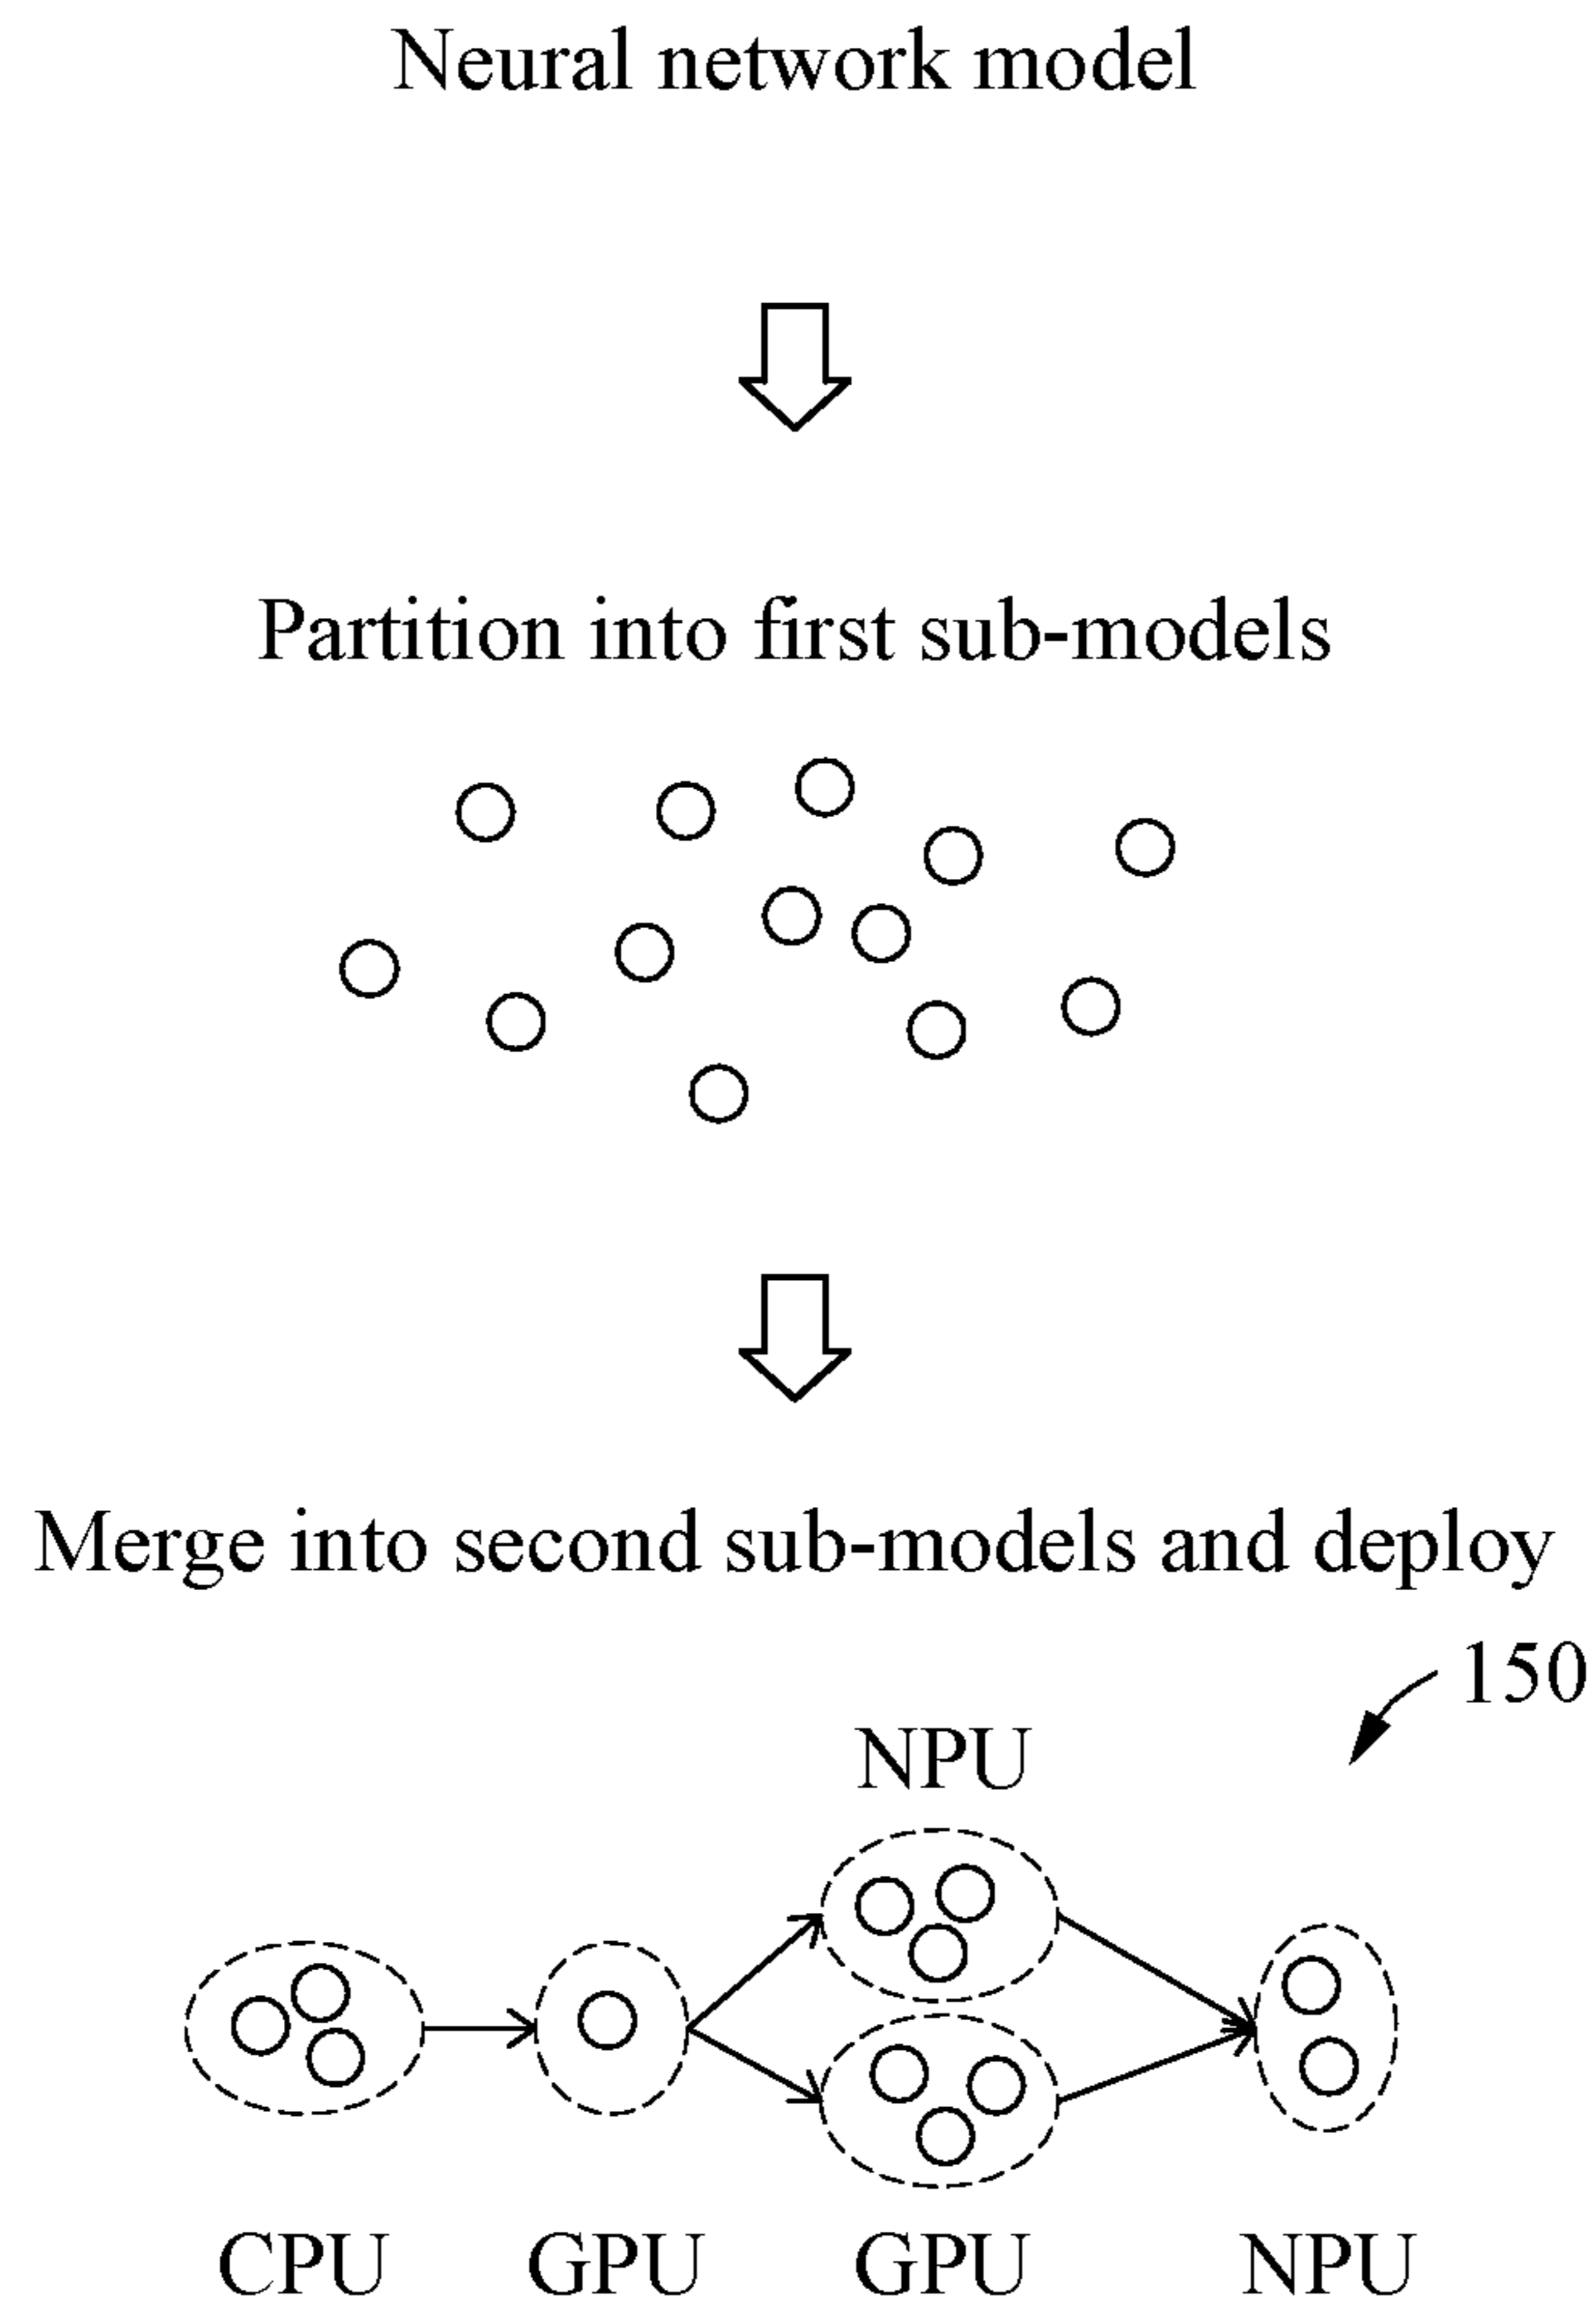 Neural network model
Partition into first sub-models
Merge into second sub-models and deploy
150
NPU
CPU GPU GPU NPU